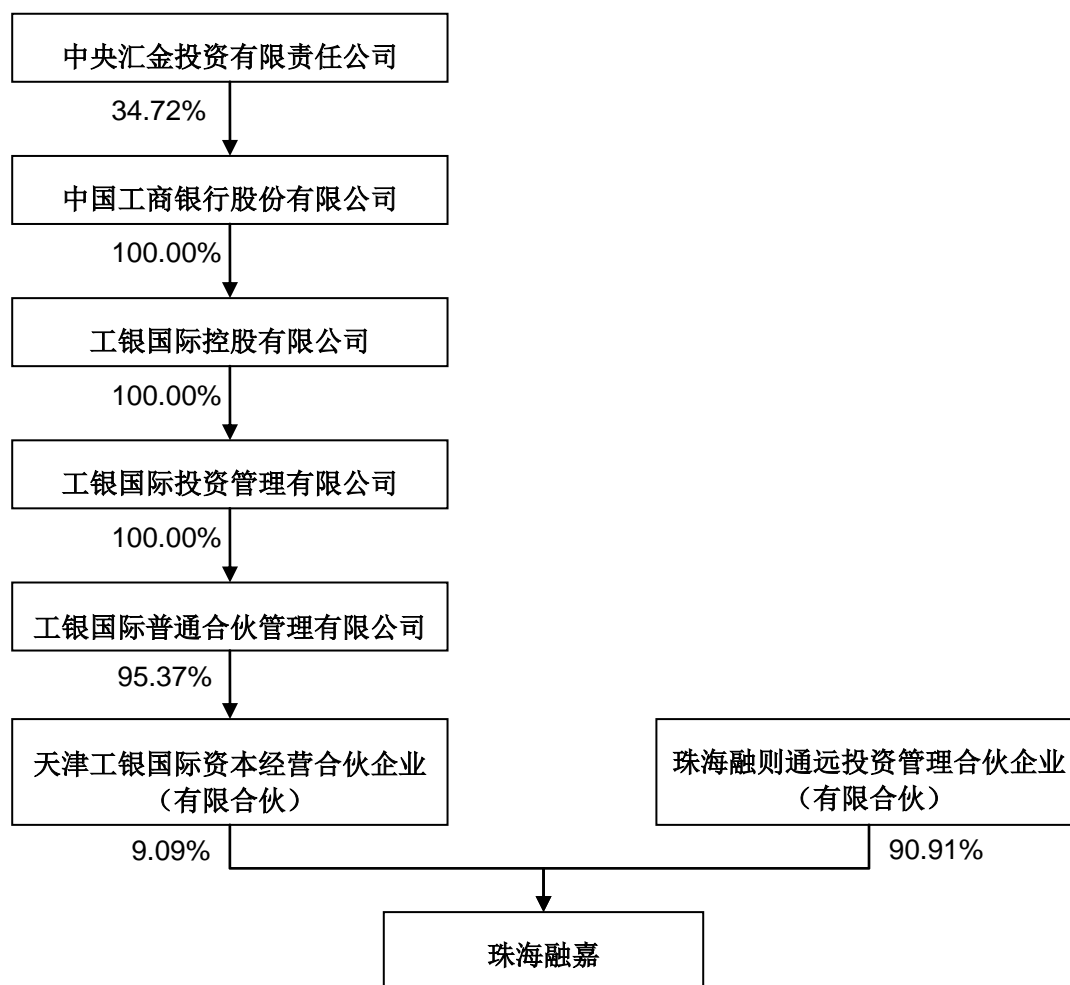 中央汇金投资有限责任公司
34.72%
中国工商银行股份有限公司
100.00%
工银国际控股有限公司
100.00%
工银国际投资管理有限公司
100.00%
工银国际普通合伙管理有限公司
95.37%
天津工银国际资本经营合伙企业
（有限合伙）
珠海融则通远投资管理合伙企业
（有限合伙）
9.09%
90.91%
珠海融嘉